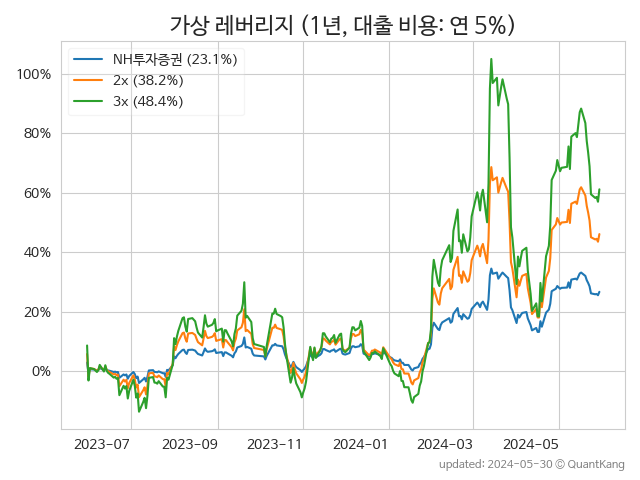 가상 레버리지 (1년, 대출 비용: 연 5%)
NH투자증권 (23.1%)
2x (38.2%)
3x (48.4%)
100%
80%
60%
40%
20%
0%
2023-07 2023-09 2023-11 2024-01 2024-03 2024-05
updated: 2024-05-30 © QuantKang